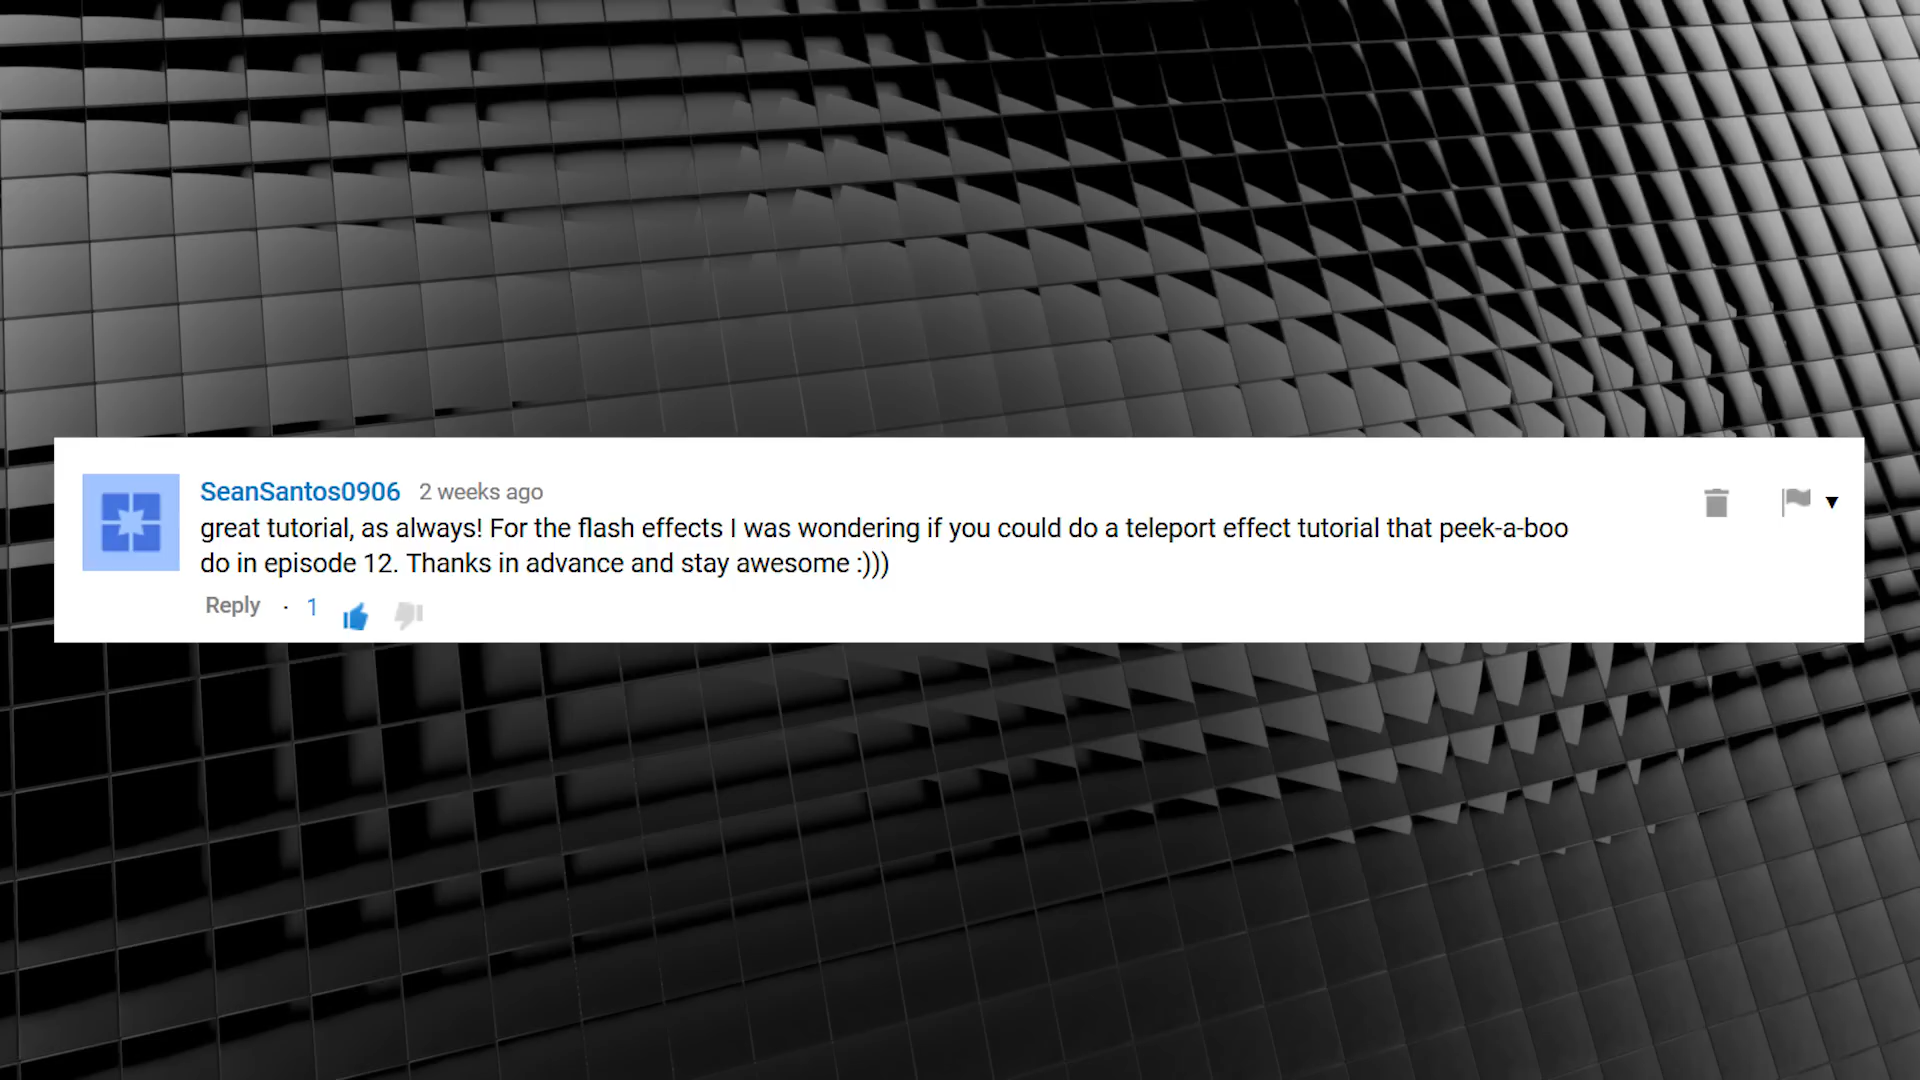 SeanSantos0906 2 weeks ago
great tutorial, as always! For the flash effects I was wondering if you could do a teleport effect tutorial that peek-a-boo
do in episode 12. Thanks in advance and stay awesome :)))
Reply · 1